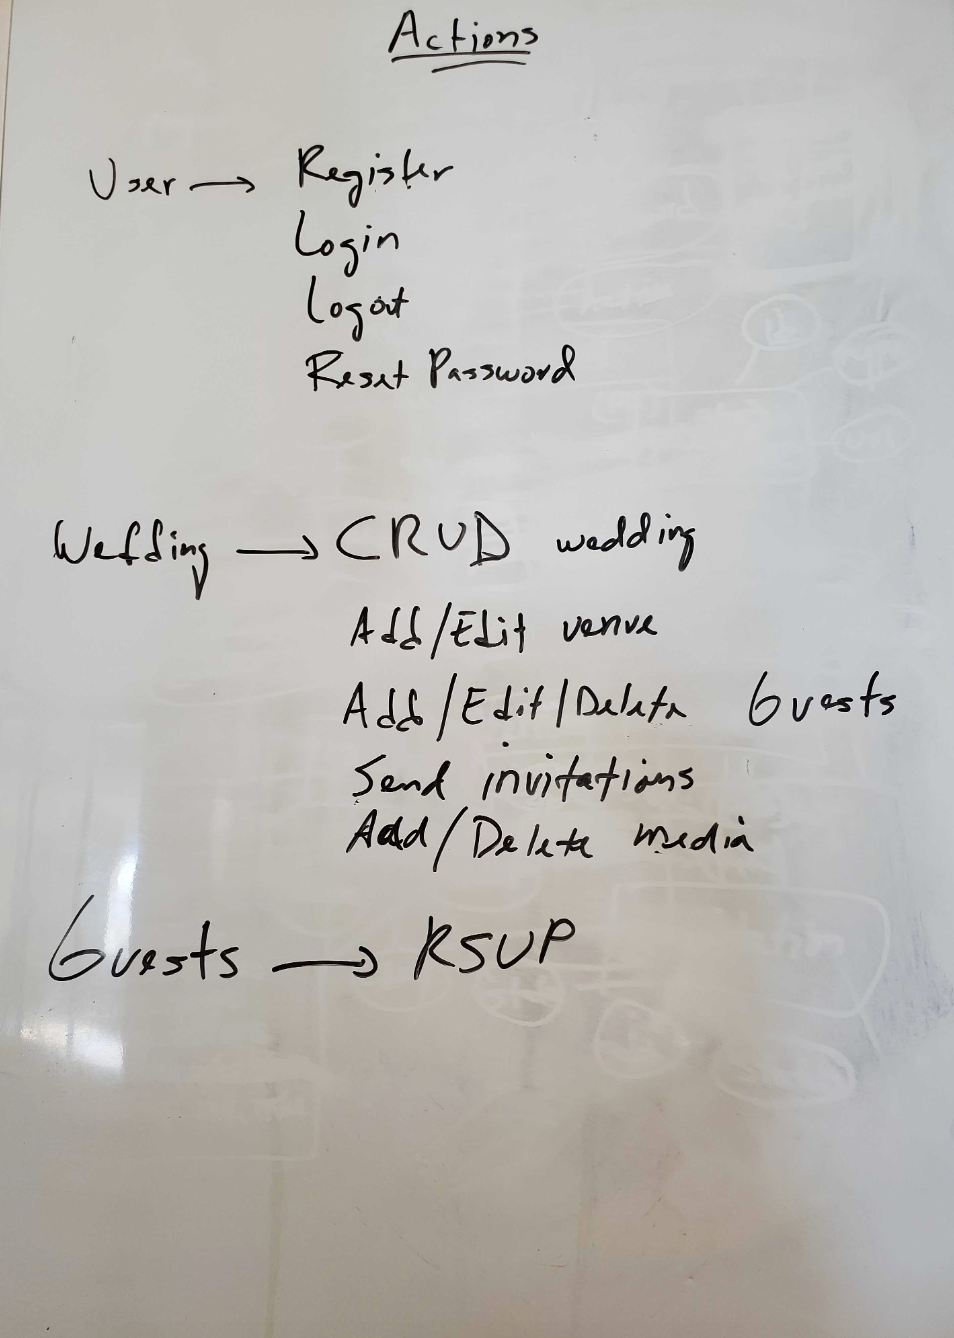 Actions
User → Register
Login
Logout
Reset Password
Wedding → CRUD wedding
Add/Edit venue
Add/Edit/Delete Guests
Send invitations
Add/Delete media
Guests → RSVP